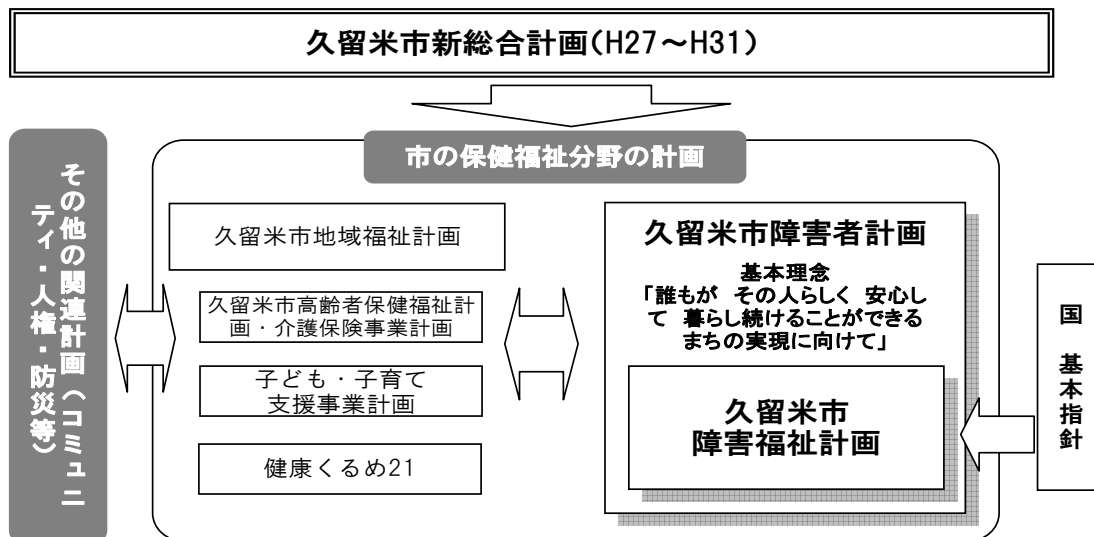 久留米市新総合計画(H27～H31)
市の保健福祉分野の計画
その他の関連計画（コミュニ
ティ・人権・防災等）
久留米市地域福祉計画
久留米市高齢者保健福祉計
画・介護保険事業計画
子ども・子育て
支援事業計画
健康くるめ21
久留米市障害者計画
基本理念
「誰もが その人らしく 安心し
て 暮らし続けることができる
まちの実現に向けて」
久留米市
障害福祉計画
国 基本指針